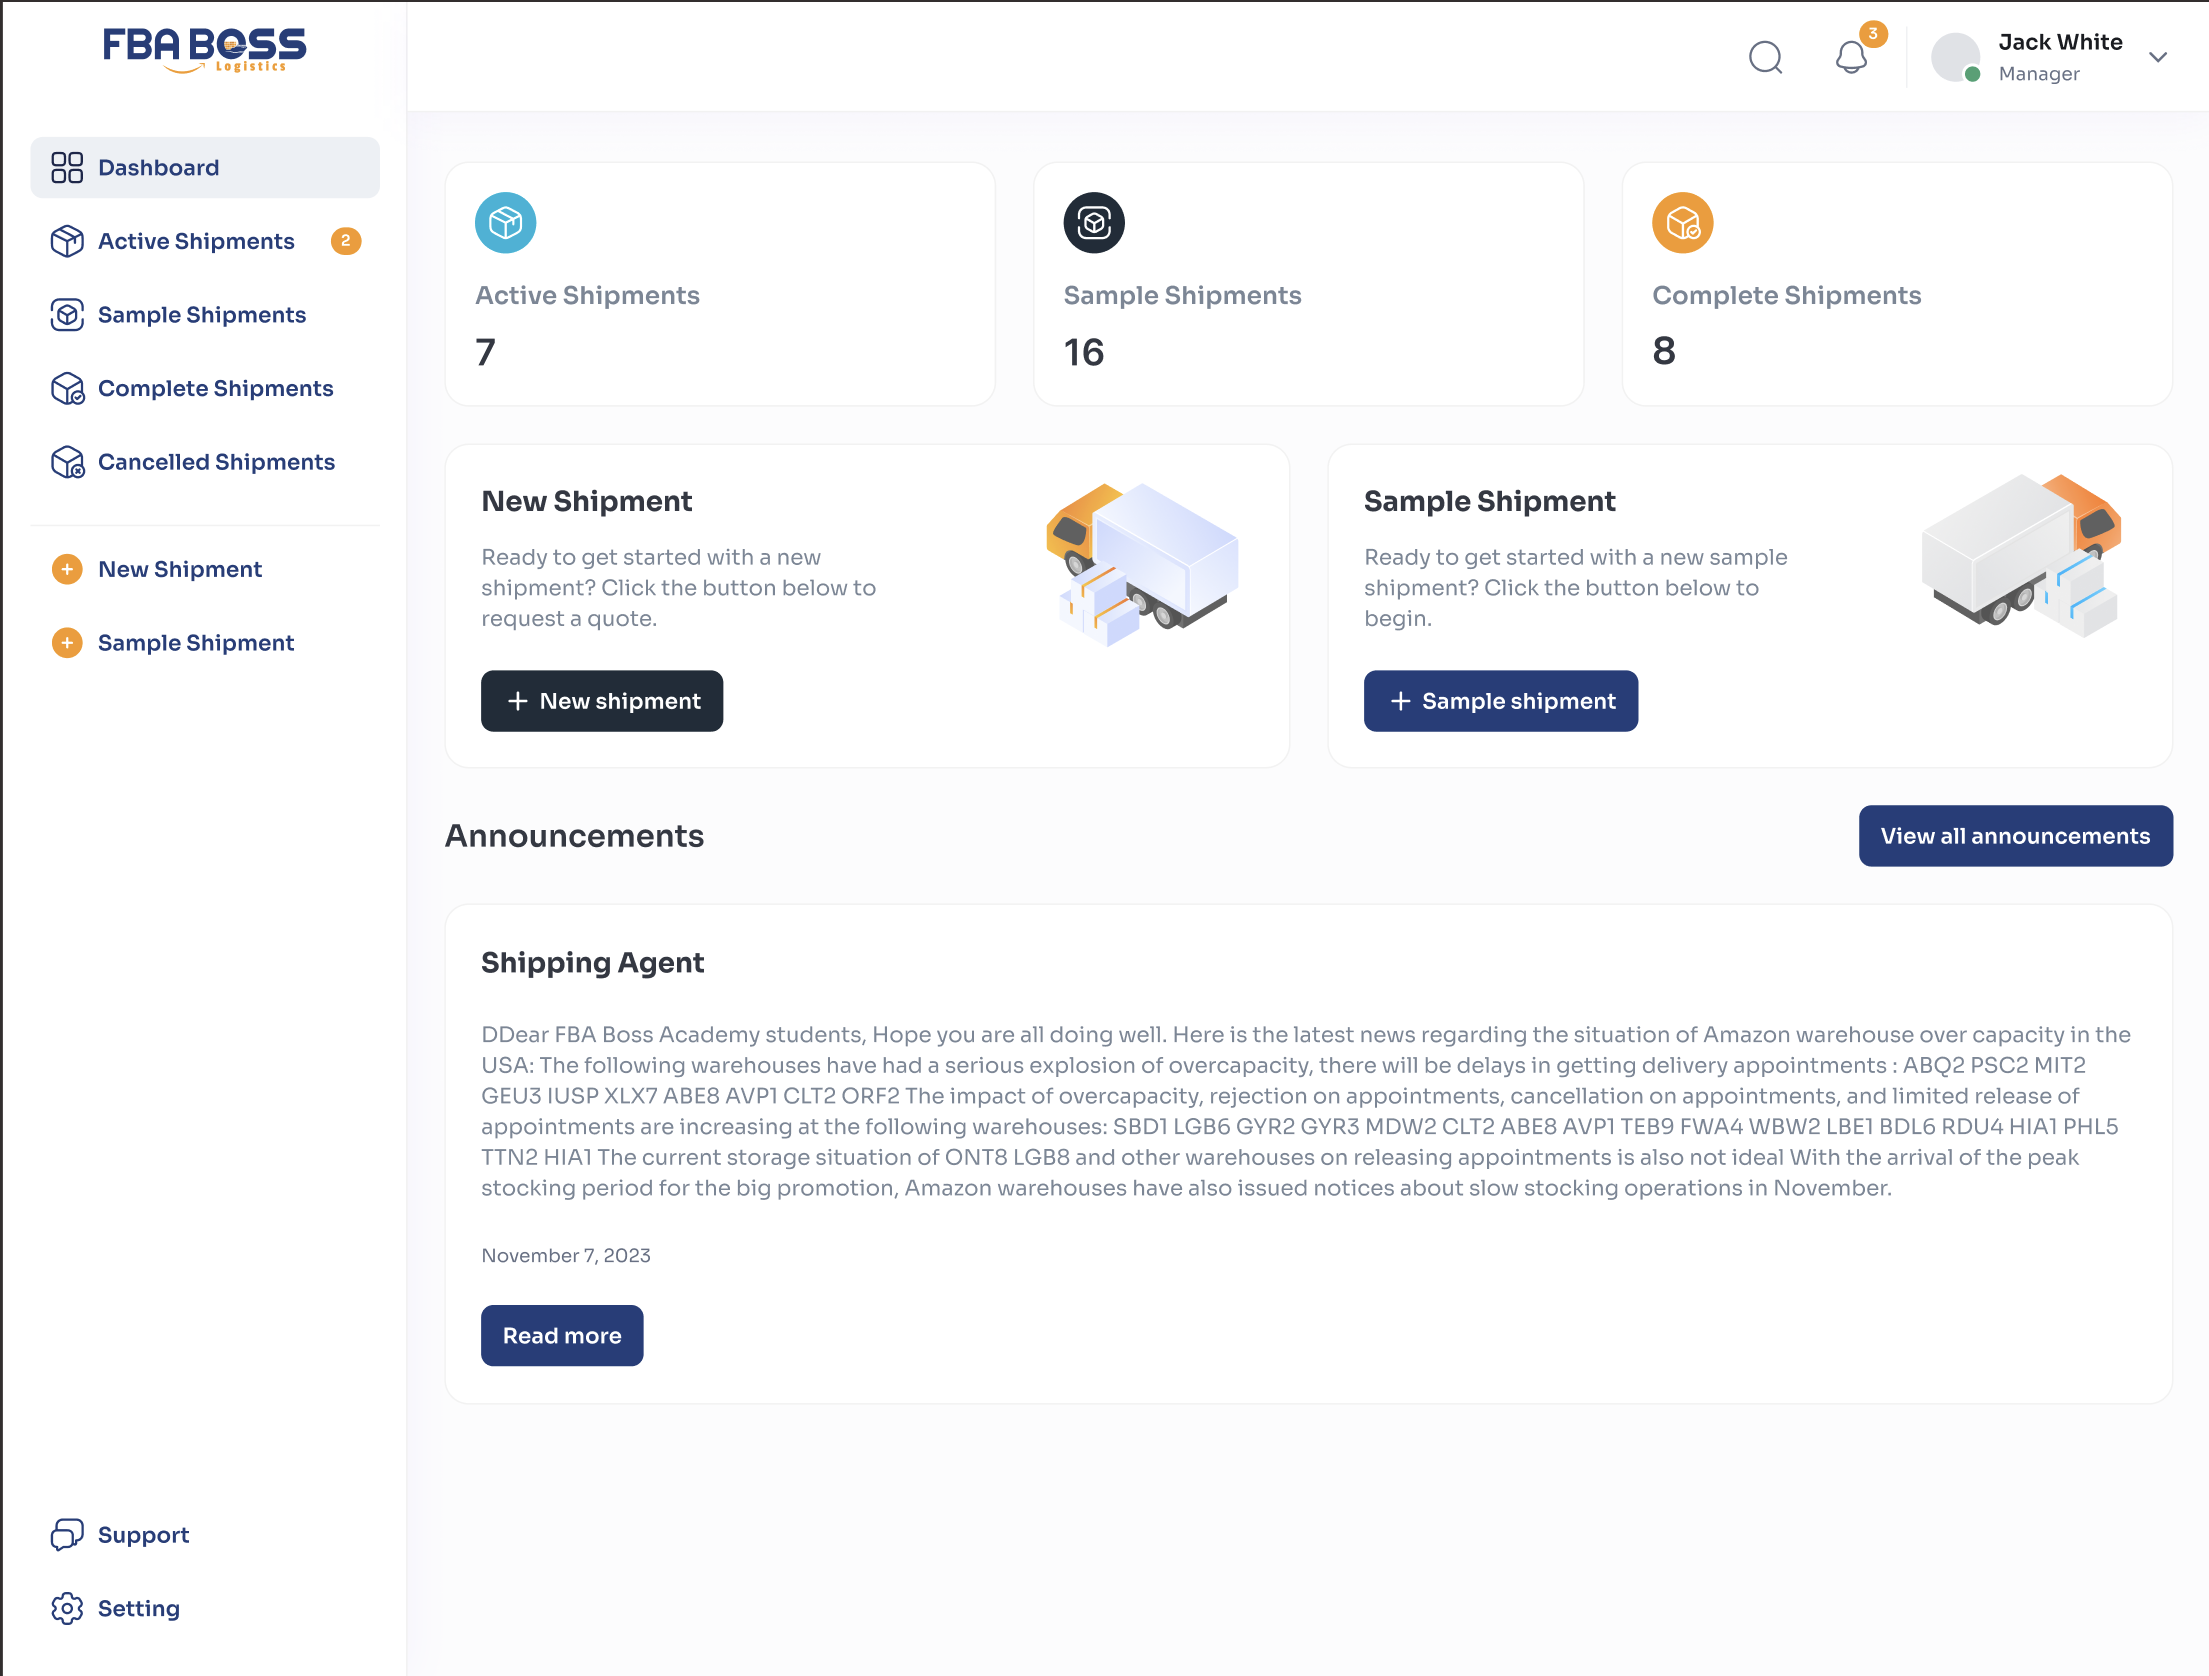 FBA BOSS
Logistics
3
Jack White
Manager
Dashboard
Active Shipments
2
Sample Shipments
Complete Shipments
Cancelled Shipments
New Shipment
Sample Shipment
Support
Setting
Active Shipments
7
Sample Shipments
16
Complete Shipments
8
New Shipment
Ready to get started with a new
shipment? Click the button below to
request a quote.
+ New shipment
Sample Shipment
Ready to get started with a new sample
shipment? Click the button below to
begin.
+ Sample shipment
Announcements
View all announcements
Shipping Agent
DDear FBA Boss Academy students, Hope you are all doing well. Here is the latest news regarding the situation of Amazon warehouse over capacity in the
USA: The following warehouses have had a serious explosion of overcapacity, there will be delays in getting delivery appointments : ABQ2 PSC2 MIT2
GEU3 IUSP XLX7 ABE8 AVP1 CLT2 ORF2 The impact of overcapacity, rejection on appointments, cancellation on appointments, and limited release of
appointments are increasing at the following warehouses: SBD1 LGB6 GYR2 GYR3 MDW2 CLT2 ABE8 AVP1 TEB9 FWA4 WBW2 LBE1 BDL6 RDU4 HIA1 PHL5
TTN2 HIA1 The current storage situation of ONT8 LGB8 and other warehouses on releasing appointments is also not ideal With the arrival of the peak
stocking period for the big promotion, Amazon warehouses have also issued notices about slow stocking operations in November.
November 7, 2023
Read more